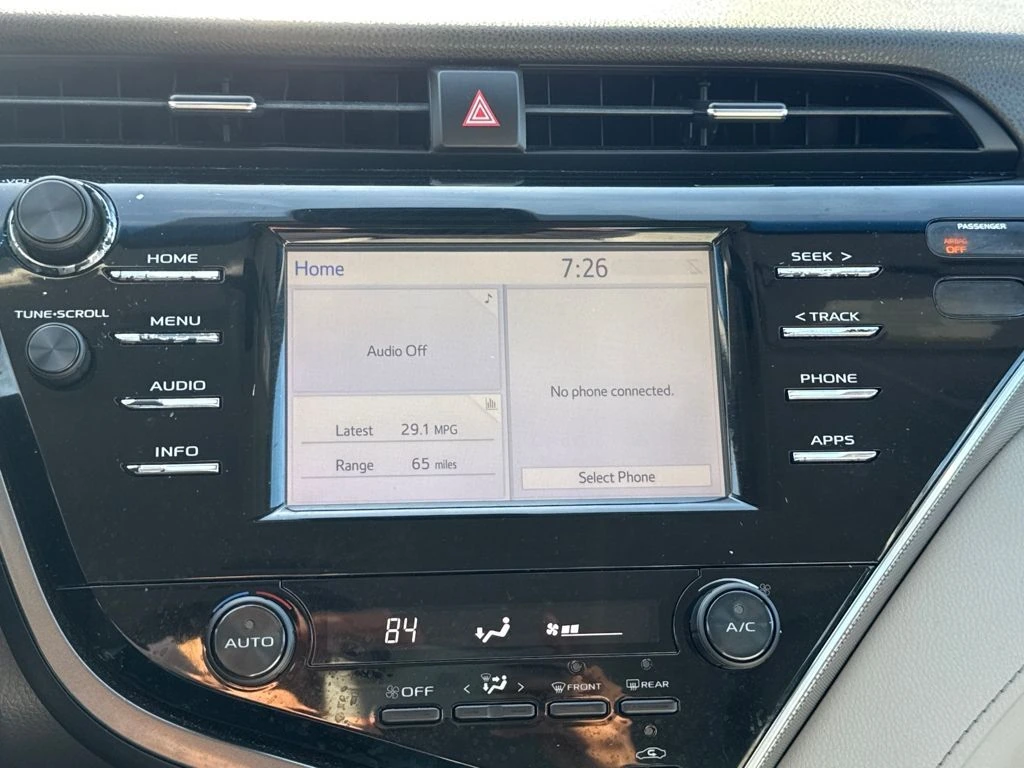 PASSENGER
AIRBAG
OFF
HOME
MENU
TUNE•SCROLL
AUDIO
INFO
Home 7:26
Audio Off
Latest 29.1 MPG
Range 65 miles
No phone connected.
Select Phone
SEEK >
< TRACK
PHONE
APPS
AUTO
84
A/C
OFF
< >
FRONT
REAR